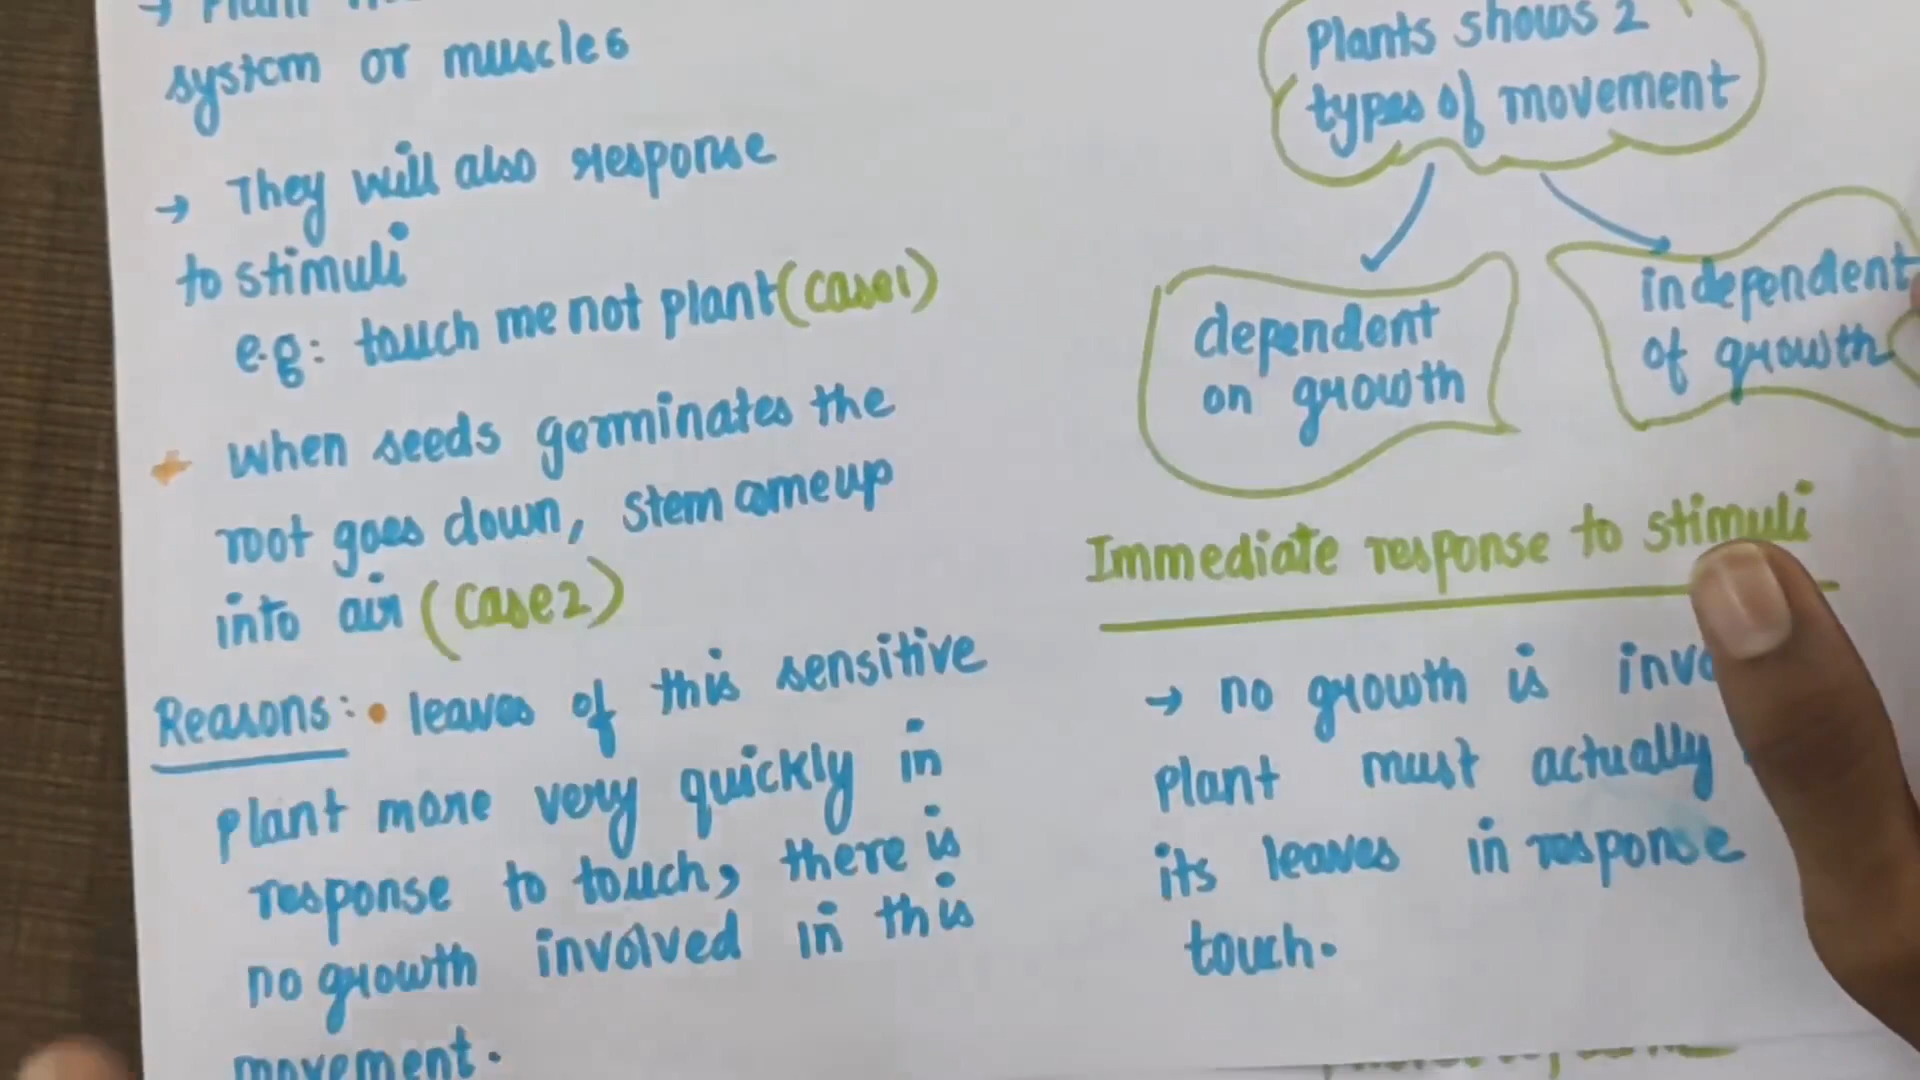 → Plant
system or muscles
→ They will also response
to stimuli
e.g: touch me not plant (case1)
when seeds germinates the
root goes down, stem come up
into air (case2)
Reasons: • leaves of this sensitive
plant move very quickly in
response to touch, there is
no growth involved in this
movement.
Plants shows 2
types of movement
dependent
on growth
independent
of growth
Immediate response to stimuli
→ no growth is
plant must actually
its leaves in response
touch.